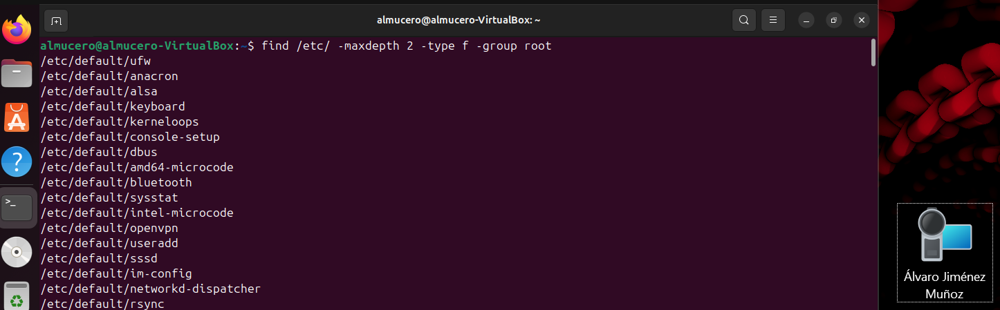 almucero@almucero-VirtualBox: ~
almucero@almucero-VirtualBox:~$ find /etc/ -maxdepth 2 -type f -group root
/etc/default/ufw
/etc/default/anacron
/etc/default/alsa
/etc/default/keyboard
/etc/default/kerneloops
/etc/default/console-setup
/etc/default/dbus
/etc/default/amd64-microcode
/etc/default/bluetooth
/etc/default/sysstat
/etc/default/intel-microcode
/etc/default/openvpn
/etc/default/useradd
/etc/default/sssd
/etc/default/im-config
/etc/default/networkd-dispatcher
/etc/default/rsync
Álvaro Jiménez
Muñoz